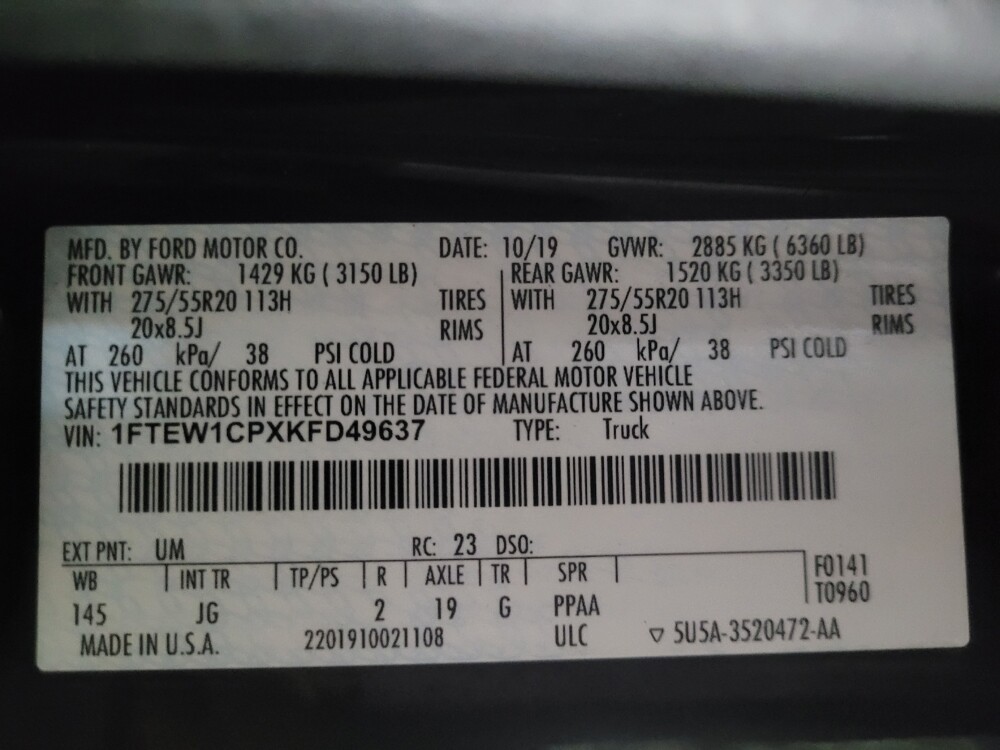 MFD. BY FORD MOTOR CO. DATE: 10/19 GVWR: 2885 KG ( 6360 LB)
FRONT GAWR: 1429 KG ( 3150 LB) REAR GAWR: 1520 KG ( 3350 LB)
WITH 275/55R20 113H TIRES WITH 275/55R20 113H TIRES
20x8.5J RIMS 20x8.5J RIMS
AT 260 kPa/ 38 PSI COLD AT 260 kPa/ 38 PSI COLD
THIS VEHICLE CONFORMS TO ALL APPLICABLE FEDERAL MOTOR VEHICLE
SAFETY STANDARDS IN EFFECT ON THE DATE OF MANUFACTURE SHOWN ABOVE.
VIN: 1FTEW1CPXKFD49637 TYPE: Truck
EXT PNT: UM RC: 23 DSO:
WB INT TR TP/PS R AXLE TR SPR F0141
T0960
145 JG 2 19 G PPAA
MADE IN U.S.A. 2201910021108 ULC ▽ 5U5A-3520472-AA